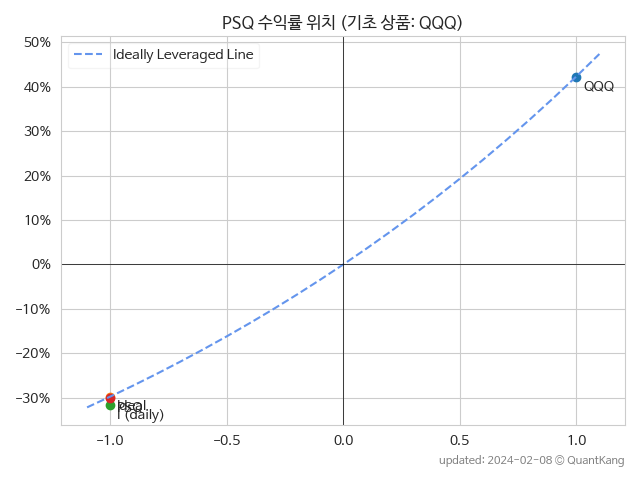 PSQ 수익률 위치 (기초 상품: QQQ)
50%
40%
30%
20%
10%
0%
-10%
-20%
-30%
Ideally Leveraged Line
QQQ
(daily)
-1.0
-0.5
0.0
0.5
1.0
updated: 2024-02-08 © QuantKang